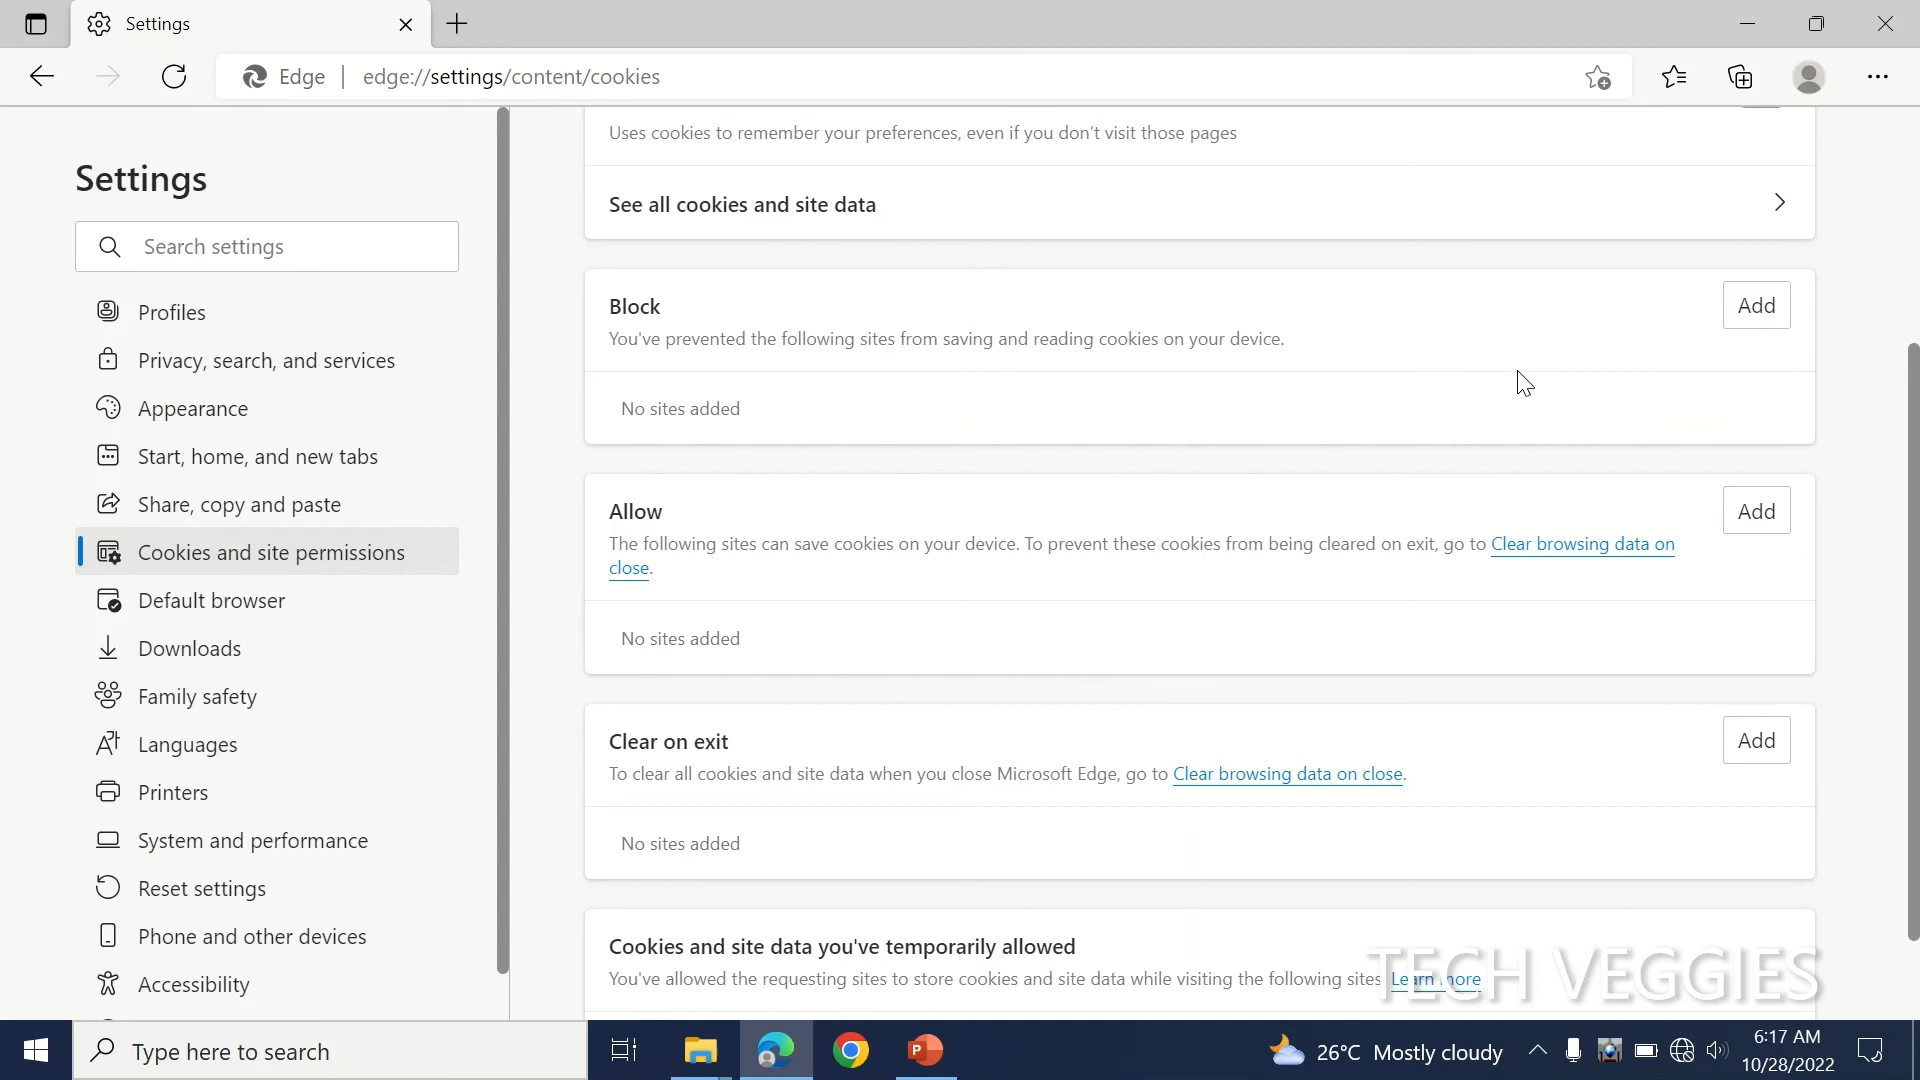 Settings
Edge
edge://settings/content/cookies
Uses cookies to remember your preferences, even if you don't visit those pages
Settings
See all cookies and site data
Search settings
Profiles
Privacy, search, and services
Appearance
Start, home, and new tabs
Share, copy and paste
Cookies and site permissions
Default browser
Downloads
Family safety
Languages
Printers
System and performance
Reset settings
Phone and other devices
Accessibility
Block
Add
You've prevented the following sites from saving and reading cookies on your device.
No sites added
Allow
Add
The following sites can save cookies on your device. To prevent these cookies from being cleared on exit, go to Clear browsing data on
close.
No sites added
Clear on exit
Add
To clear all cookies and site data when you close Microsoft Edge, go to Clear browsing data on close.
No sites added
Cookies and site data you've temporarily allowed
You've allowed the requesting sites to store cookies and site data while visiting the following sites. Learn more
TECH VEGGIES
Type here to search
26°C Mostly cloudy
6:17 AM
10/28/2022